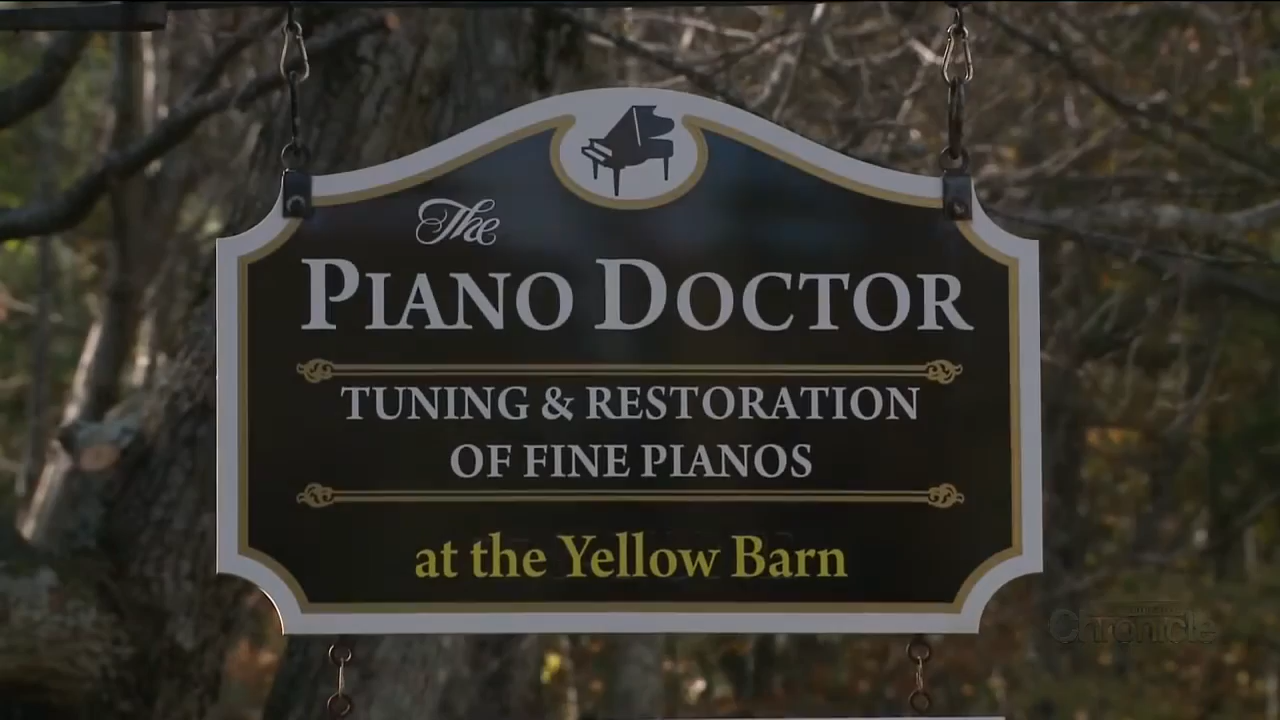 The
PIANO DOCTOR
TUNING & RESTORATION
OF FINE PIANOS
at the Yellow Barn
Chronicle